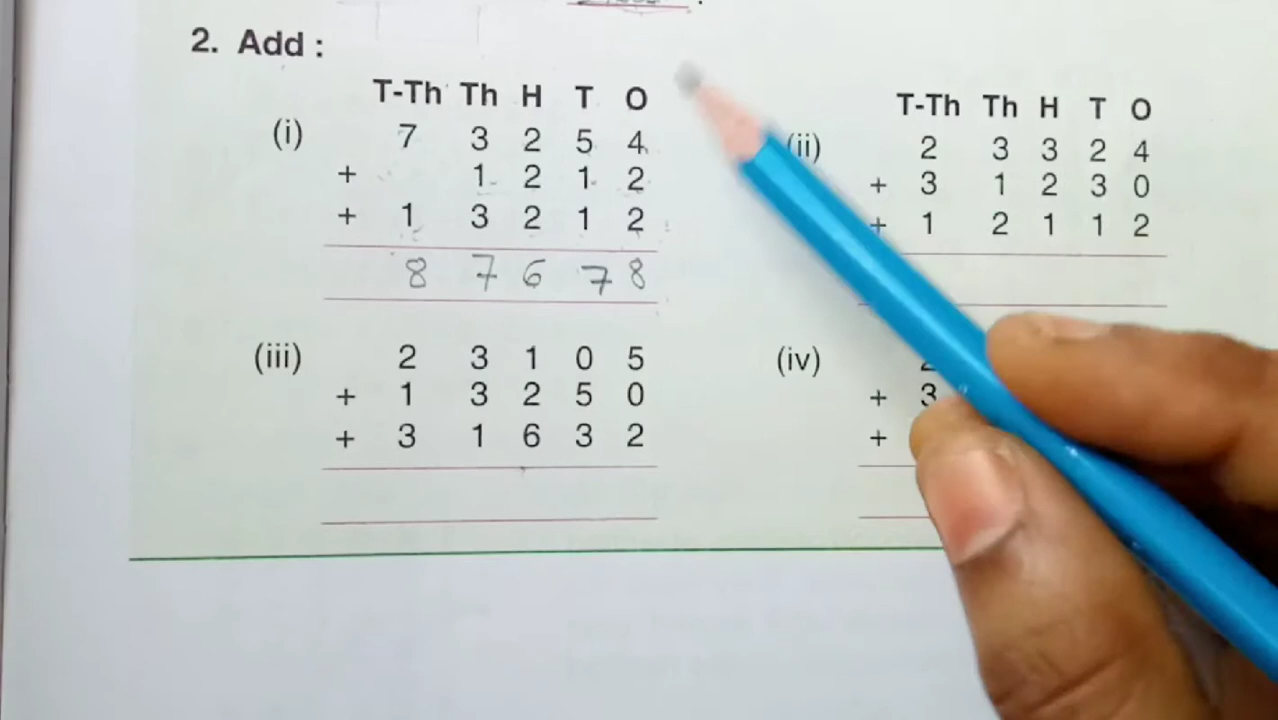 2. Add :
T-Th Th H T O
(i) 7 3 2 5 4
+ 1 2 1 2
+ 1 3 2 1 2
8 7 6 7 8
T-Th Th H T O
(ii) 2 3 3 2 4
+ 3 1 2 3 0
+ 1 2 1 1 2
(iii) 2 3 1 0 5
+ 1 3 2 5 0
+ 3 1 6 3 2
(iv)
+ 3
+